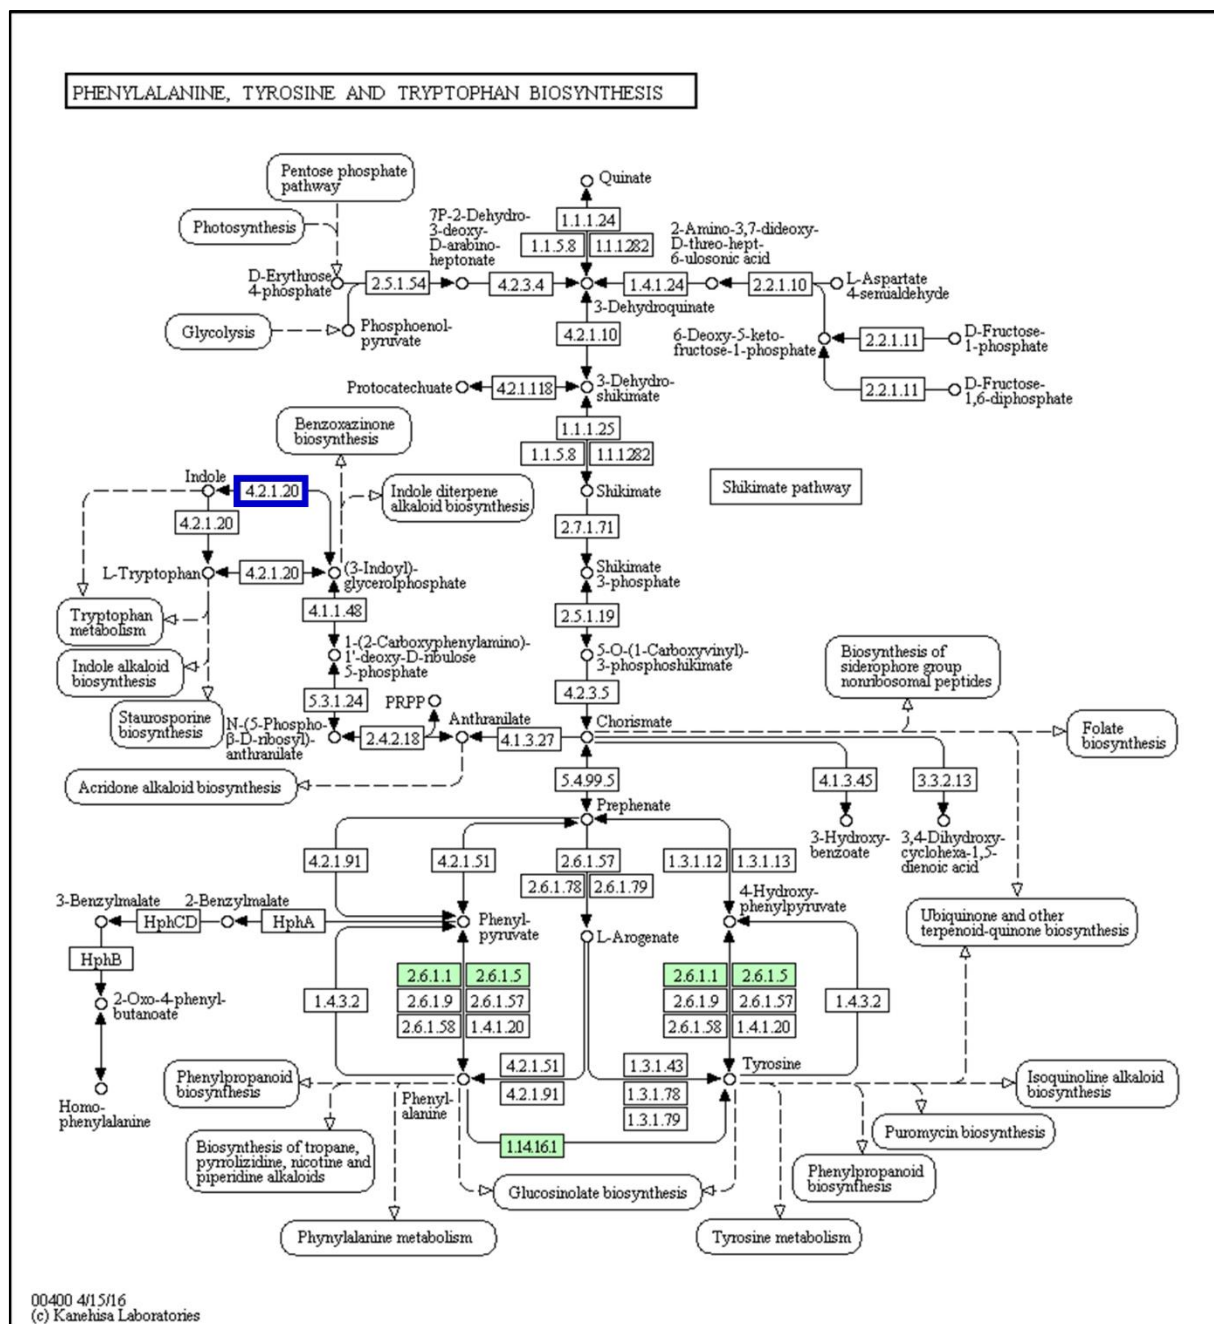 PHENYLALANINE, TYROSINE AND TRYPTOPHAN BIOSYNTHESIS
Pentose phosphate
pathway
Photosynthesis
Glycolysis
D-Erythrose
4-phosphate
2.5.1.54
Phosphoenol-
pyruvate
7P-2-Dehydro-
3-deoxy-
D-arabino-
heptonate
4.2.3.4
Quinate
1.1.1.24
1.1.5.8
1.1.1282
3-Dehydroquinate
1.4.1.24
2-Amino-3,7-dideoxy-
D-threo-hept-
6-ulosonic acid
2.2.1.10
L-Aspartate
4-semialdehyde
6-Deoxy-5-keto-
fructose-1-phosphate
2.2.1.11
D-Fructose-
1-phosphate
2.2.1.11
D-Fructose-
1,6-diphosphate
4.2.1.10
Protocatechuate
4.2.1.118
3-Dehydro-
shikimate
1.1.1.25
1.1.5.8
1.1.1282
Shikimate
Shikimate pathway
2.7.1.71
Shikimate
3-phosphate
2.5.1.19
5-O-(1-Carboxyvinyl)-
3-phosphoshikimate
4.2.3.5
Chorismate
Benzoxazinone
biosynthesis
Indole diterpene
alkaloid biosynthesis
Indole
4.2.1.20
4.2.1.20
L-Tryptophan
4.2.1.20
(3-Indoyl)-
glycerolphosphate
Tryptophan
metabolism
Indole alkaloid
biosynthesis
Staurosporine
biosynthesis
4.1.1.48
1-(2-Carboxyphenylamino)-
1'-deoxy-D-ribulose
5-phosphate
5.3.1.24
N-(5-Phospho-
β-D-ribosyl)-
anthranilate
2.4.2.18
PRPP
Anthranilate
4.1.3.27
Acridone alkaloid biosynthesis
Biosynthesis of
siderophore group
nonribosomal peptides
Folate
biosynthesis
4.1.3.45
3.3.2.13
3-Hydroxy-
benzoate
3,4-Dihydroxy-
cyclohexa-1,5-
dienoic acid
5.4.99.5
Prephenate
4.2.1.91
4.2.1.51
2.6.1.57
2.6.1.78
2.6.1.79
1.3.1.12
1.3.1.13
3-Benzylmalate
2-Benzylmalate
HphCD
HphA
HphB
2-Oxo-4-phenyl-
butanoate
Homo-
phenylalanine
Phenyl-
pyruvate
L-Arogenate
4-Hydroxy-
phenylpyruvate
Ubiquinone and other
terpenoid-quinone biosynthesis
1.4.3.2
2.6.1.1
2.6.1.5
2.6.1.9
2.6.1.57
2.6.1.58
1.4.1.20
2.6.1.1
2.6.1.5
2.6.1.9
2.6.1.57
2.6.1.58
1.4.1.20
1.4.3.2
4.2.1.51
4.2.1.91
1.3.1.43
1.3.1.78
1.3.1.79
Phenyl-
alanine
Tyrosine
1.14.16.1
Phenylpropanoid
biosynthesis
Biosynthesis of tropane,
pyrrolizidine, nicotine and
piperidine alkaloids
Phynylalanine metabolism
Glucosinolate biosynthesis
Tyrosine metabolism
Phenylpropanoid
biosynthesis
Puromycin biosynthesis
Isoquinoline alkaloid
biosynthesis
00400 4/15/16
(c) Kanehisa Laboratories